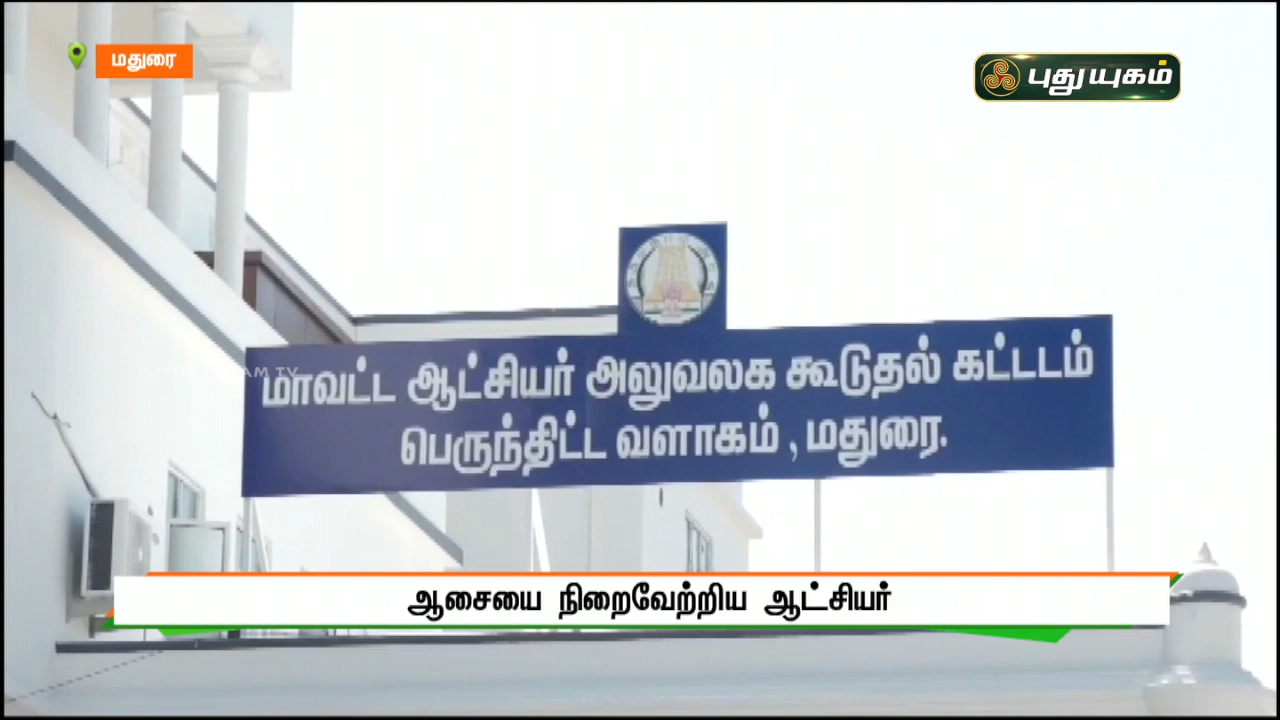 மதுரை
புதுயுகம்
மாவட்ட ஆட்சியர் அலுவலக கூடுதல் கட்டடம்
பெருந்திட்ட வளாகம் , மதுரை.
ஆசையை நிறைவேற்றிய ஆட்சியர்